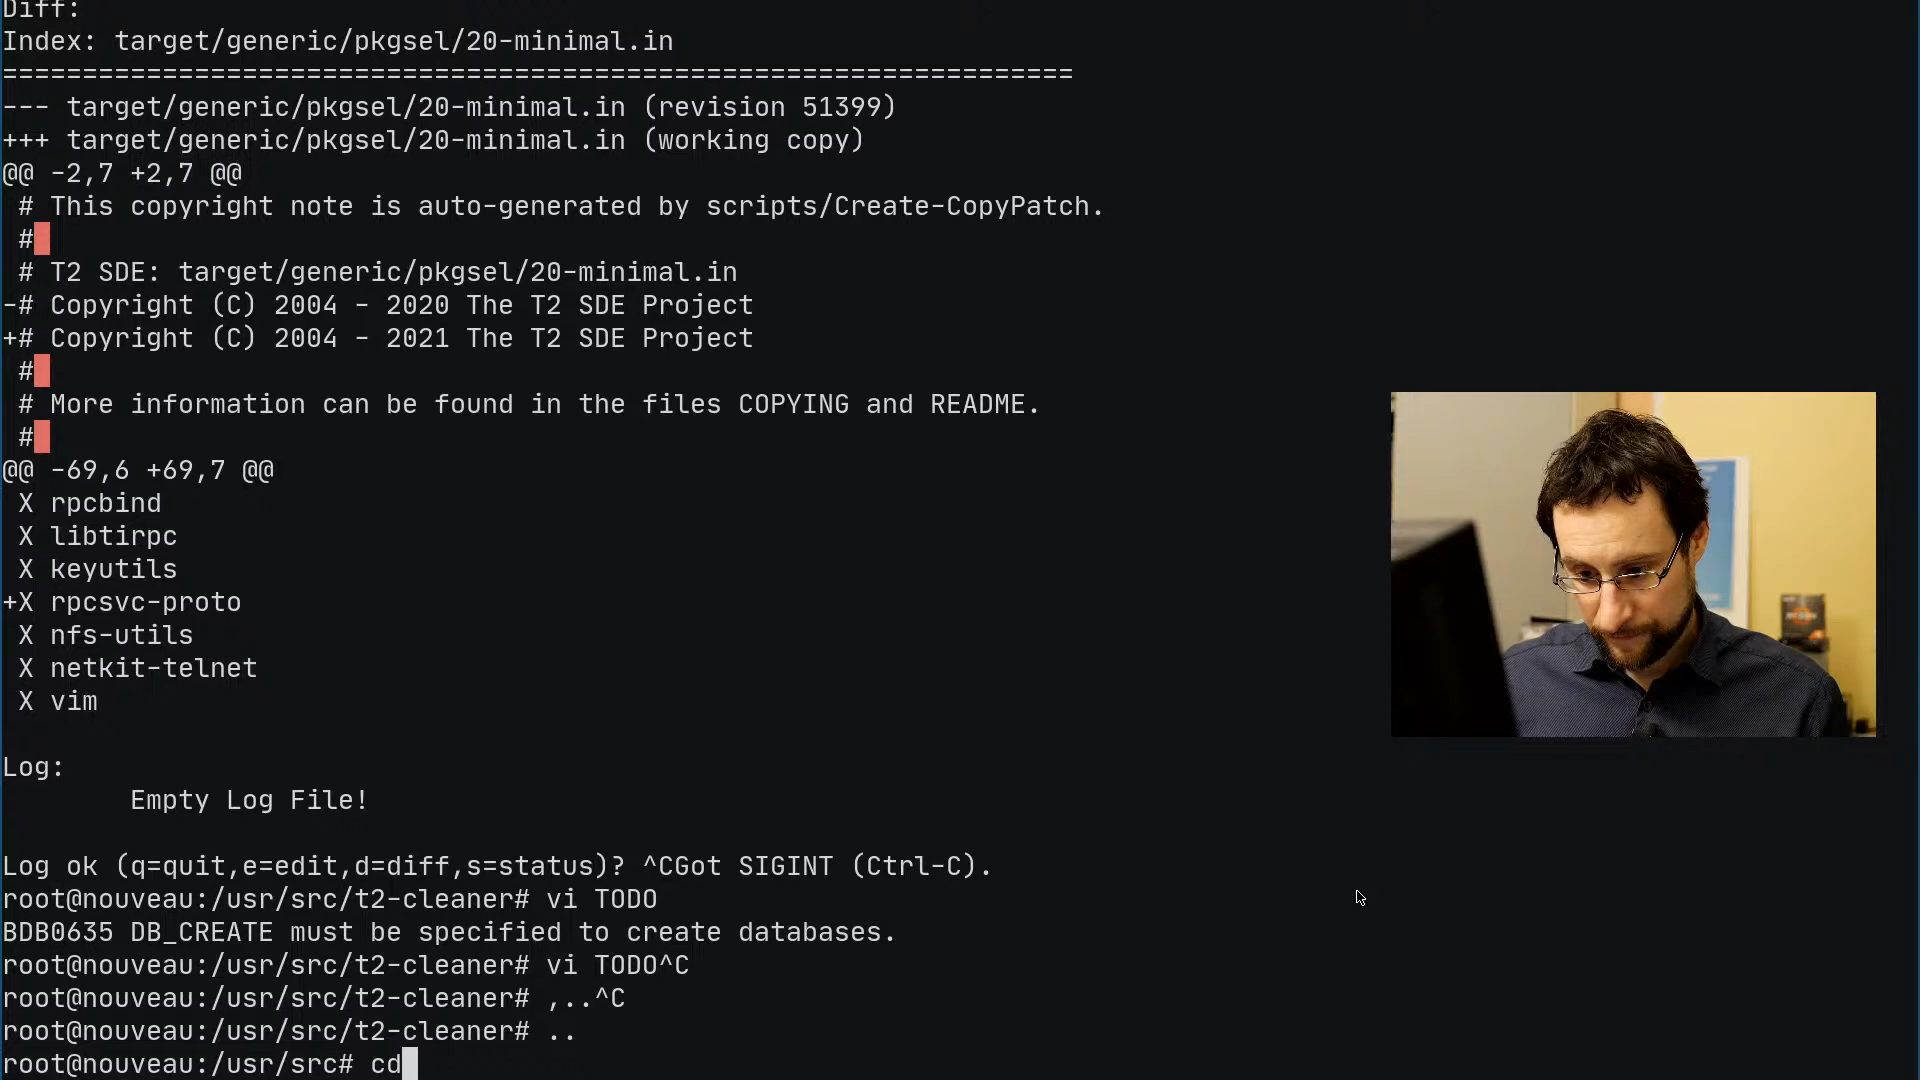 Diff:
Index: target/generic/pkgsel/20-minimal.in
===================================================================
--- target/generic/pkgsel/20-minimal.in (revision 51399)
+++ target/generic/pkgsel/20-minimal.in (working copy)
@@ -2,7 +2,7 @@
 # This copyright note is auto-generated by scripts/Create-CopyPatch.
 #
 # T2 SDE: target/generic/pkgsel/20-minimal.in
-# Copyright (C) 2004 - 2020 The T2 SDE Project
+# Copyright (C) 2004 - 2021 The T2 SDE Project
 #
 # More information can be found in the files COPYING and README.
 #
@@ -69,6 +69,7 @@
 X rpcbind
 X libtirpc
 X keyutils
+X rpcsvc-proto
 X nfs-utils
 X netkit-telnet
 X vim
Log:
        Empty Log File!
Log ok (q=quit,e=edit,d=diff,s=status)? ^CGot SIGINT (Ctrl-C).
root@nouveau:/usr/src/t2-cleaner# vi TODO
BDB0635 DB_CREATE must be specified to create databases.
root@nouveau:/usr/src/t2-cleaner# vi TODO^C
root@nouveau:/usr/src/t2-cleaner# ,..^C
root@nouveau:/usr/src/t2-cleaner# ..
root@nouveau:/usr/src# cd